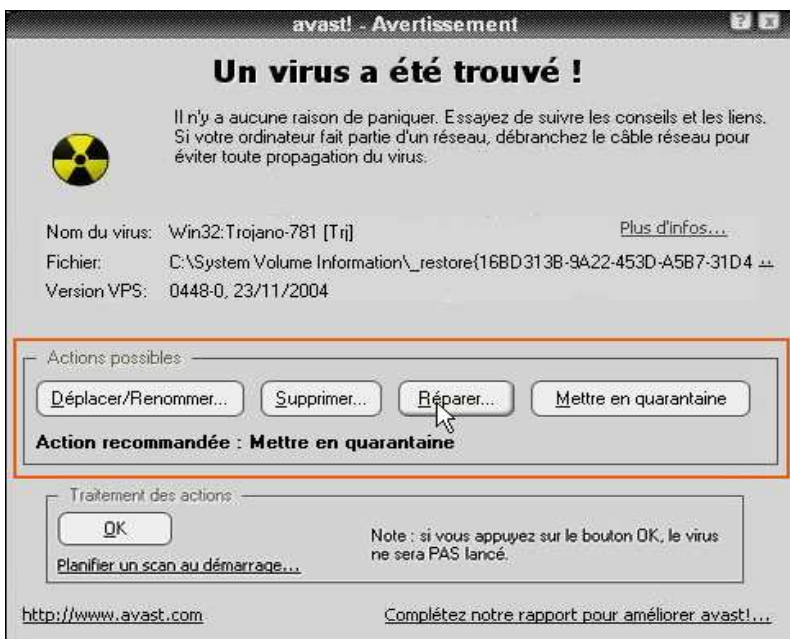 avast! - Avertissement
Un virus a été trouvé !
Il n'y a aucune raison de paniquer. Essayez de suivre les conseils et les liens.
Si votre ordinateur fait partie d'un réseau, débranchez le câble réseau pour
éviter toute propagation du virus.
Nom du virus: Win32:Trojano-781 [Trj] Plus d'infos...
Fichier: C:\System Volume Information\_restore{16BD313B-9A22-453D-A5B7-31D4 ...
Version VPS: 0448-0, 23/11/2004
Actions possibles
Déplacer/Renommer... Supprimer... Réparer... Mettre en quarantaine
Action recommandée : Mettre en quarantaine
Traitement des actions
OK
Note : si vous appuyez sur le bouton OK, le virus
ne sera PAS lancé.
Planifier un scan au démarrage...
http://www.avast.com Complétez notre rapport pour améliorer avast!...